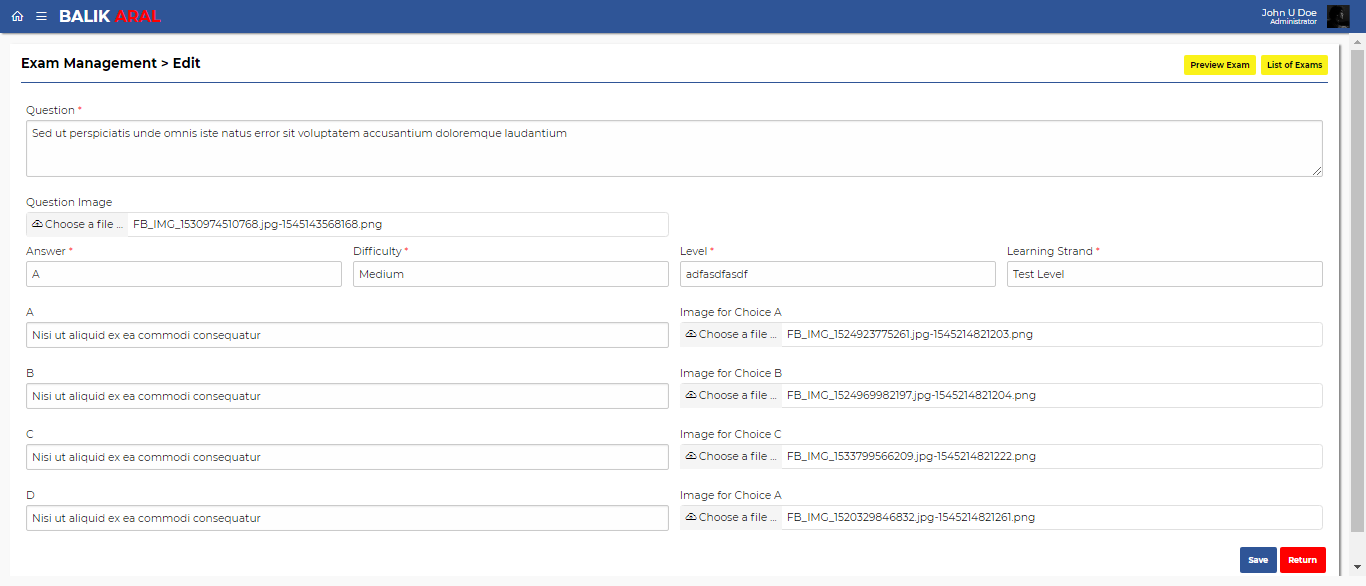 BALIK ARAL
John U Doe
Administrator
Exam Management > Edit
Preview Exam List of Exams
Question *
Sed ut perspiciatis unde omnis iste natus error sit voluptatem accusantium doloremque laudantium
Question Image
Choose a file ... FB_IMG_1530974510768.jpg-1545143568168.png
Answer * Difficulty * Level * Learning Strand *
A Medium adfasdfasdf Test Level
A Image for Choice A
Nisi ut aliquid ex ea commodi consequatur Choose a file ... FB_IMG_1524923775261.jpg-1545214821203.png
B Image for Choice B
Nisi ut aliquid ex ea commodi consequatur Choose a file ... FB_IMG_1524969982197.jpg-1545214821204.png
C Image for Choice C
Nisi ut aliquid ex ea commodi consequatur Choose a file ... FB_IMG_1533799566209.jpg-1545214821222.png
D Image for Choice A
Nisi ut aliquid ex ea commodi consequatur Choose a file ... FB_IMG_1520329846832.jpg-1545214821261.png
Save Return